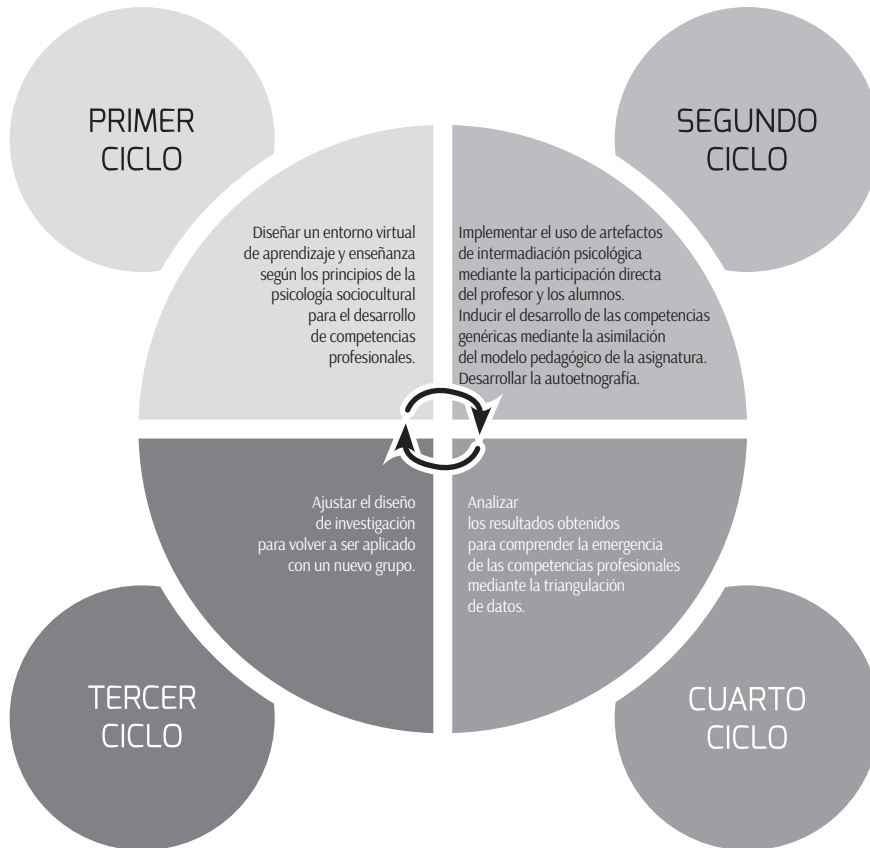 PRIMER
CICLO
Diseñar un entorno virtual
de aprendizaje y enseñanza
según los principios de la
psicología sociocultural
para el desarrollo
de competencias
profesionales.
SEGUNDO
CICLO
Implementar el uso de artefactos
de intermadiación psicológica
mediante la participación directa
del profesor y los alumnos.
Inducir el desarrollo de las competencias
genéricas mediante la asimilación
del modelo pedagógico de la asignatura.
Desarrollar la autoetnografía.
Ajustar el diseño
de investigación
para volver a ser aplicado
con un nuevo grupo.
TERCER
CICLO
Analizar
los resultados obtenidos
para comprender la emergencia
de las competencias profesionales
mediante la triangulación
de datos.
CUARTO
CICLO